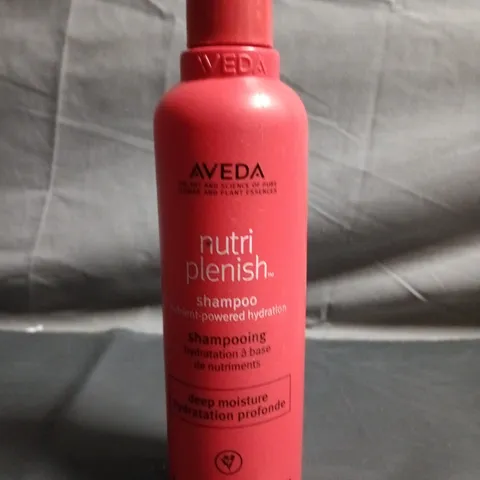 AVEDA
AVEDA
THE ART AND SCIENCE OF PURE
FLOWER AND PLANT ESSENCES
nutri
plenish™
shampoo
nutrient-powered hydration
shampooing
hydratation à base
de nutriments
deep moisture
hydratation profonde